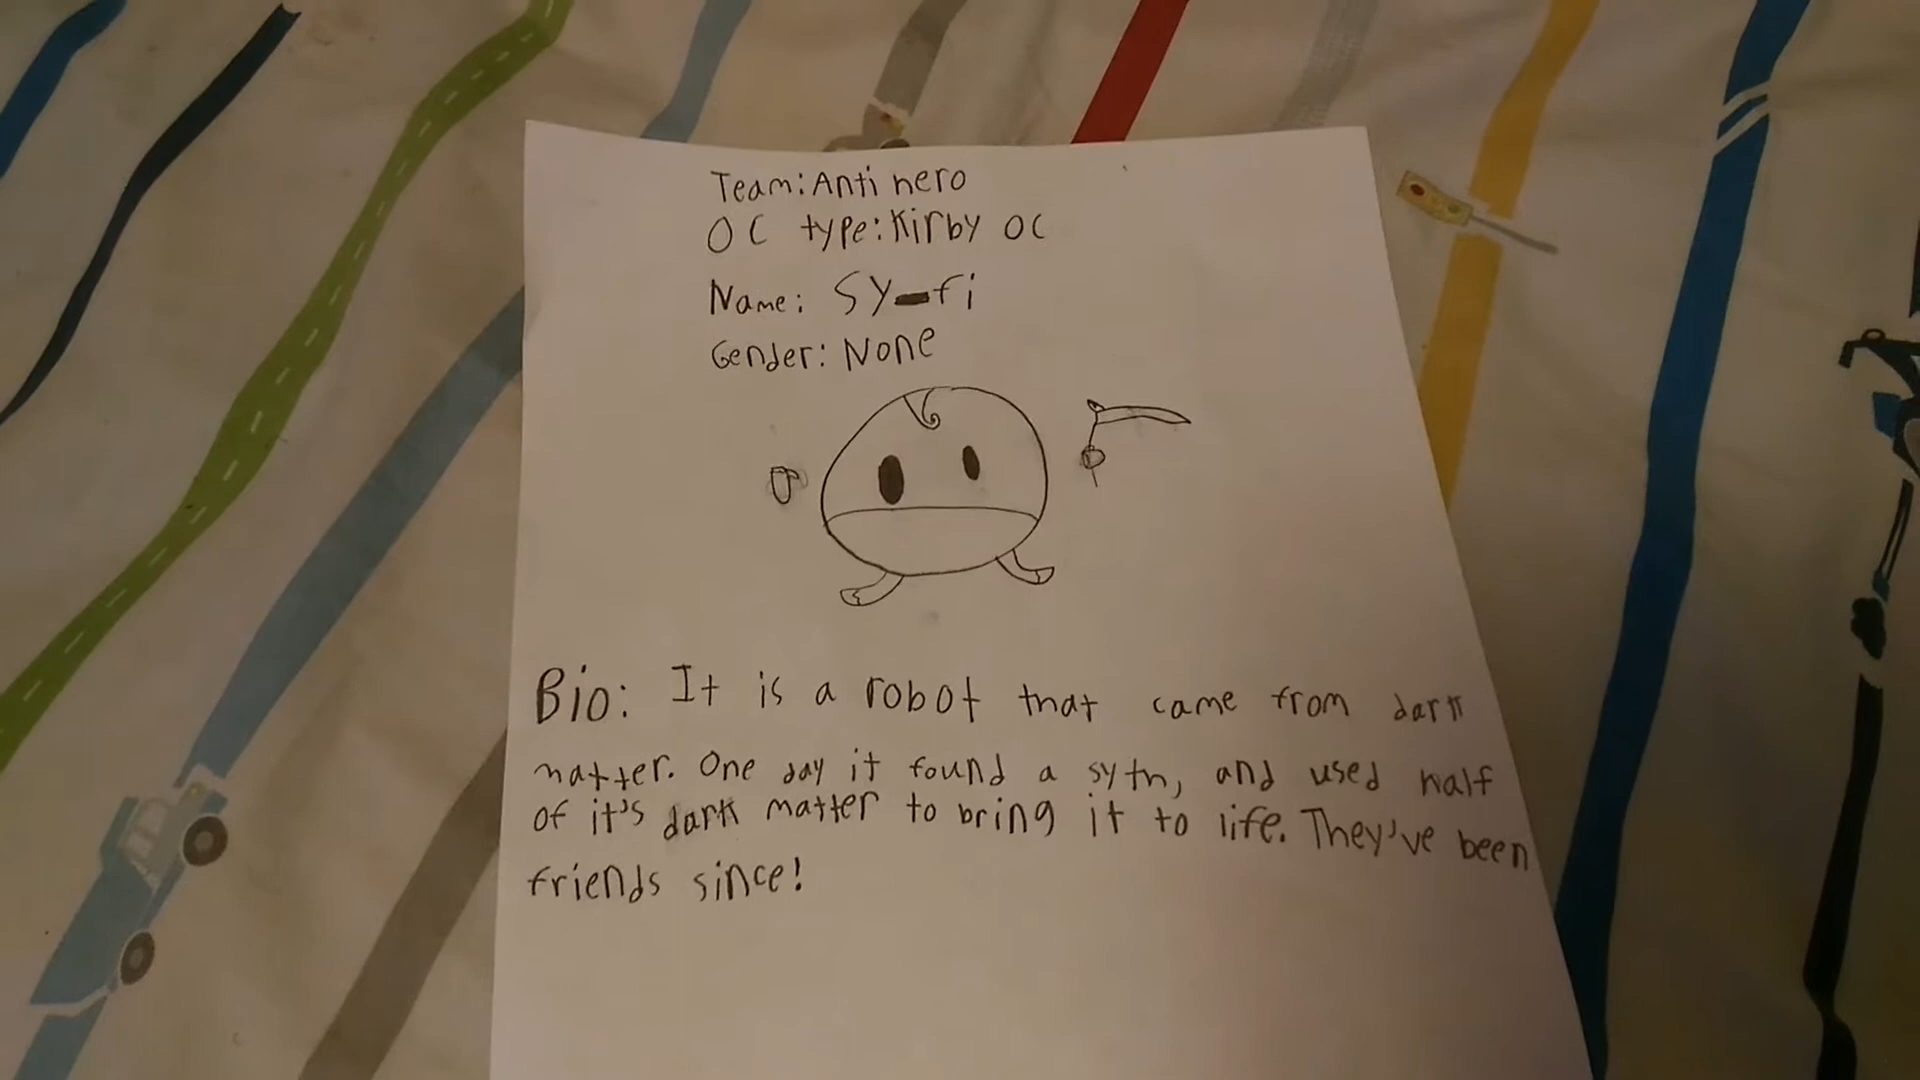 Team: Anti hero
OC type: Kirby OC
Name: Sy-fi
Gender: None
Bio: It is a robot that came from dark
matter. One day it found a syth, and used half
of it's dark matter to bring it to life. They've been
friends since!